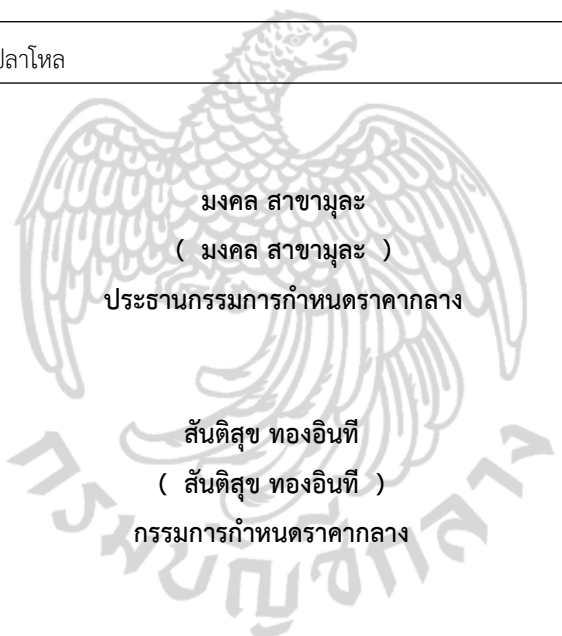 ปลาโหล
มงคล สาขามุละ
( มงคล สาขามุละ )
ประธานกรรมการกำหนดราคากลาง
สันติสุข ทองอินที
( สันติสุข ทองอินที )
กรรมการกำหนดราคากลาง
กรมบัญชีกลาง